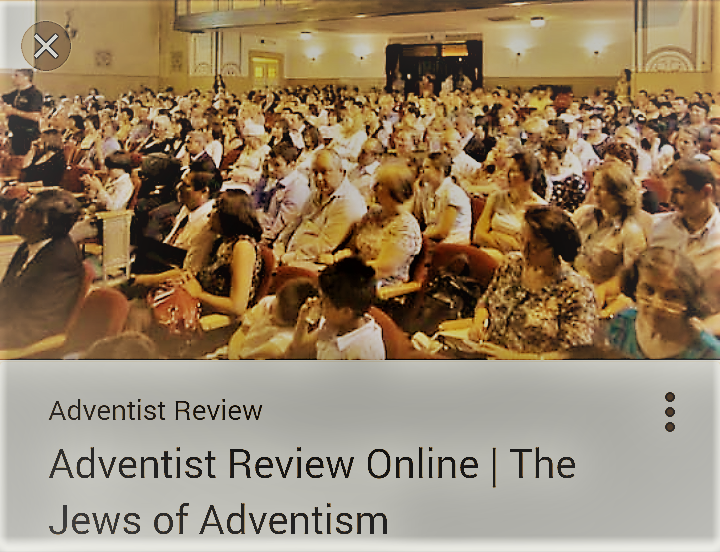 Adventist Review
Adventist Review Online | The
Jews of Adventism